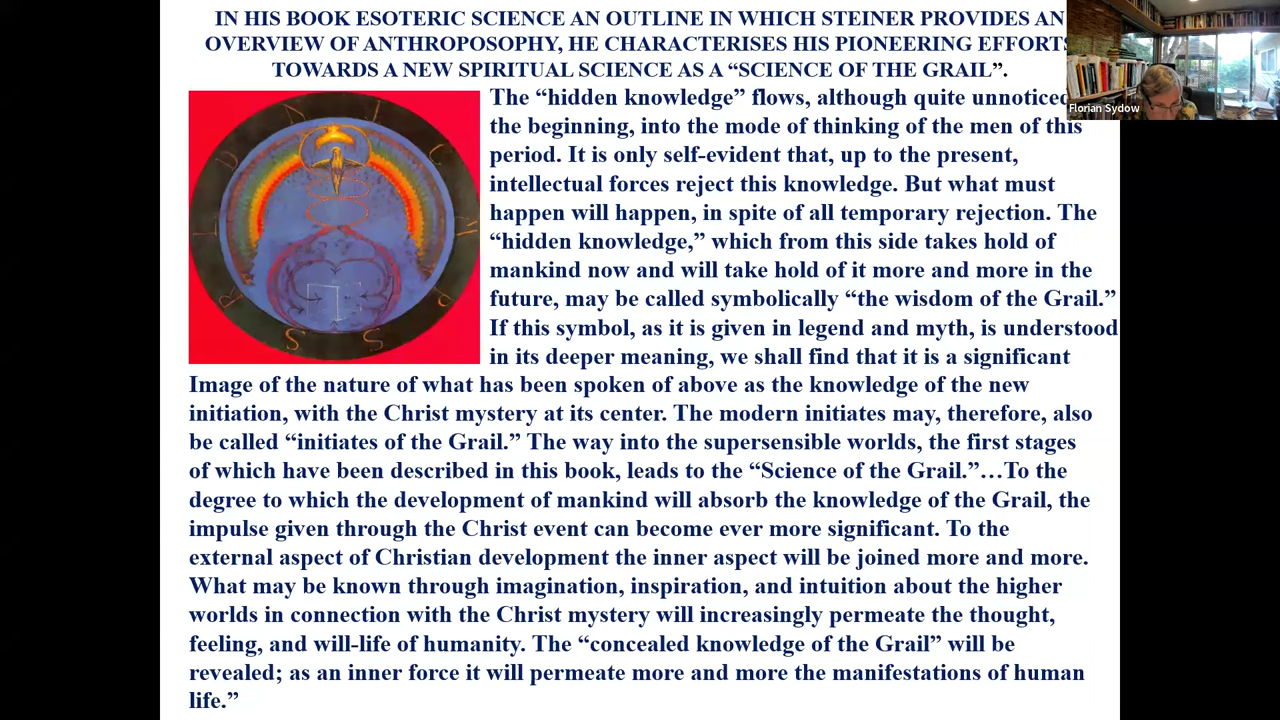 IN HIS BOOK ESOTERIC SCIENCE AN OUTLINE IN WHICH STEINER PROVIDES AN
OVERVIEW OF ANTHROPOSOPHY, HE CHARACTERISES HIS PIONEERING EFFORTS
TOWARDS A NEW SPIRITUAL SCIENCE AS A “SCIENCE OF THE GRAIL”.
Florian Sydow
The “hidden knowledge” flows, although quite unnoticed
the beginning, into the mode of thinking of the men of this
period. It is only self-evident that, up to the present,
intellectual forces reject this knowledge. But what must
happen will happen, in spite of all temporary rejection. The
“hidden knowledge,” which from this side takes hold of
mankind now and will take hold of it more and more in the
future, may be called symbolically “the wisdom of the Grail.”
If this symbol, as it is given in legend and myth, is understood
in its deeper meaning, we shall find that it is a significant
Image of the nature of what has been spoken of above as the knowledge of the new
initiation, with the Christ mystery at its center. The modern initiates may, therefore, also
be called “initiates of the Grail.” The way into the supersensible worlds, the first stages
of which have been described in this book, leads to the “Science of the Grail.”…To the
degree to which the development of mankind will absorb the knowledge of the Grail, the
impulse given through the Christ event can become ever more significant. To the
external aspect of Christian development the inner aspect will be joined more and more.
What may be known through imagination, inspiration, and intuition about the higher
worlds in connection with the Christ mystery will increasingly permeate the thought,
feeling, and will-life of humanity. The “concealed knowledge of the Grail” will be
revealed; as an inner force it will permeate more and more the manifestations of human
life.”